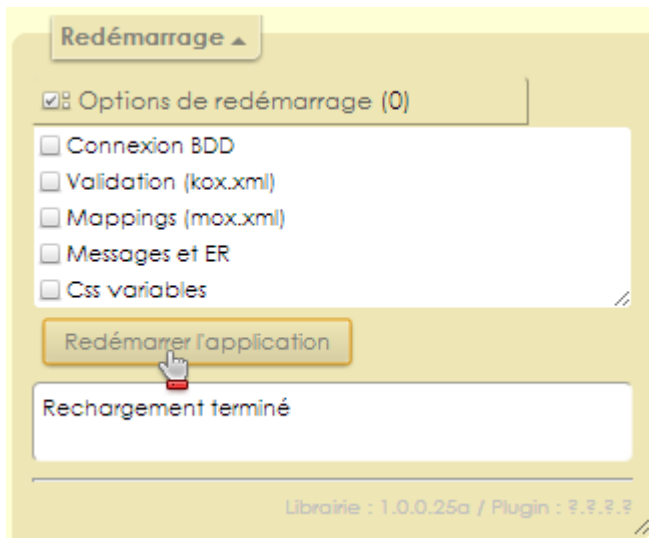 Redémarrage
Options de redémarrage (0)
Connexion BDD
Validation (kox.xml)
Mappings (mox.xml)
Messages et ER
Css variables
Redémarrer l'application
Rechargement terminé
Librairie : 1.0.0.25a / Plugin : ?.?.?.?